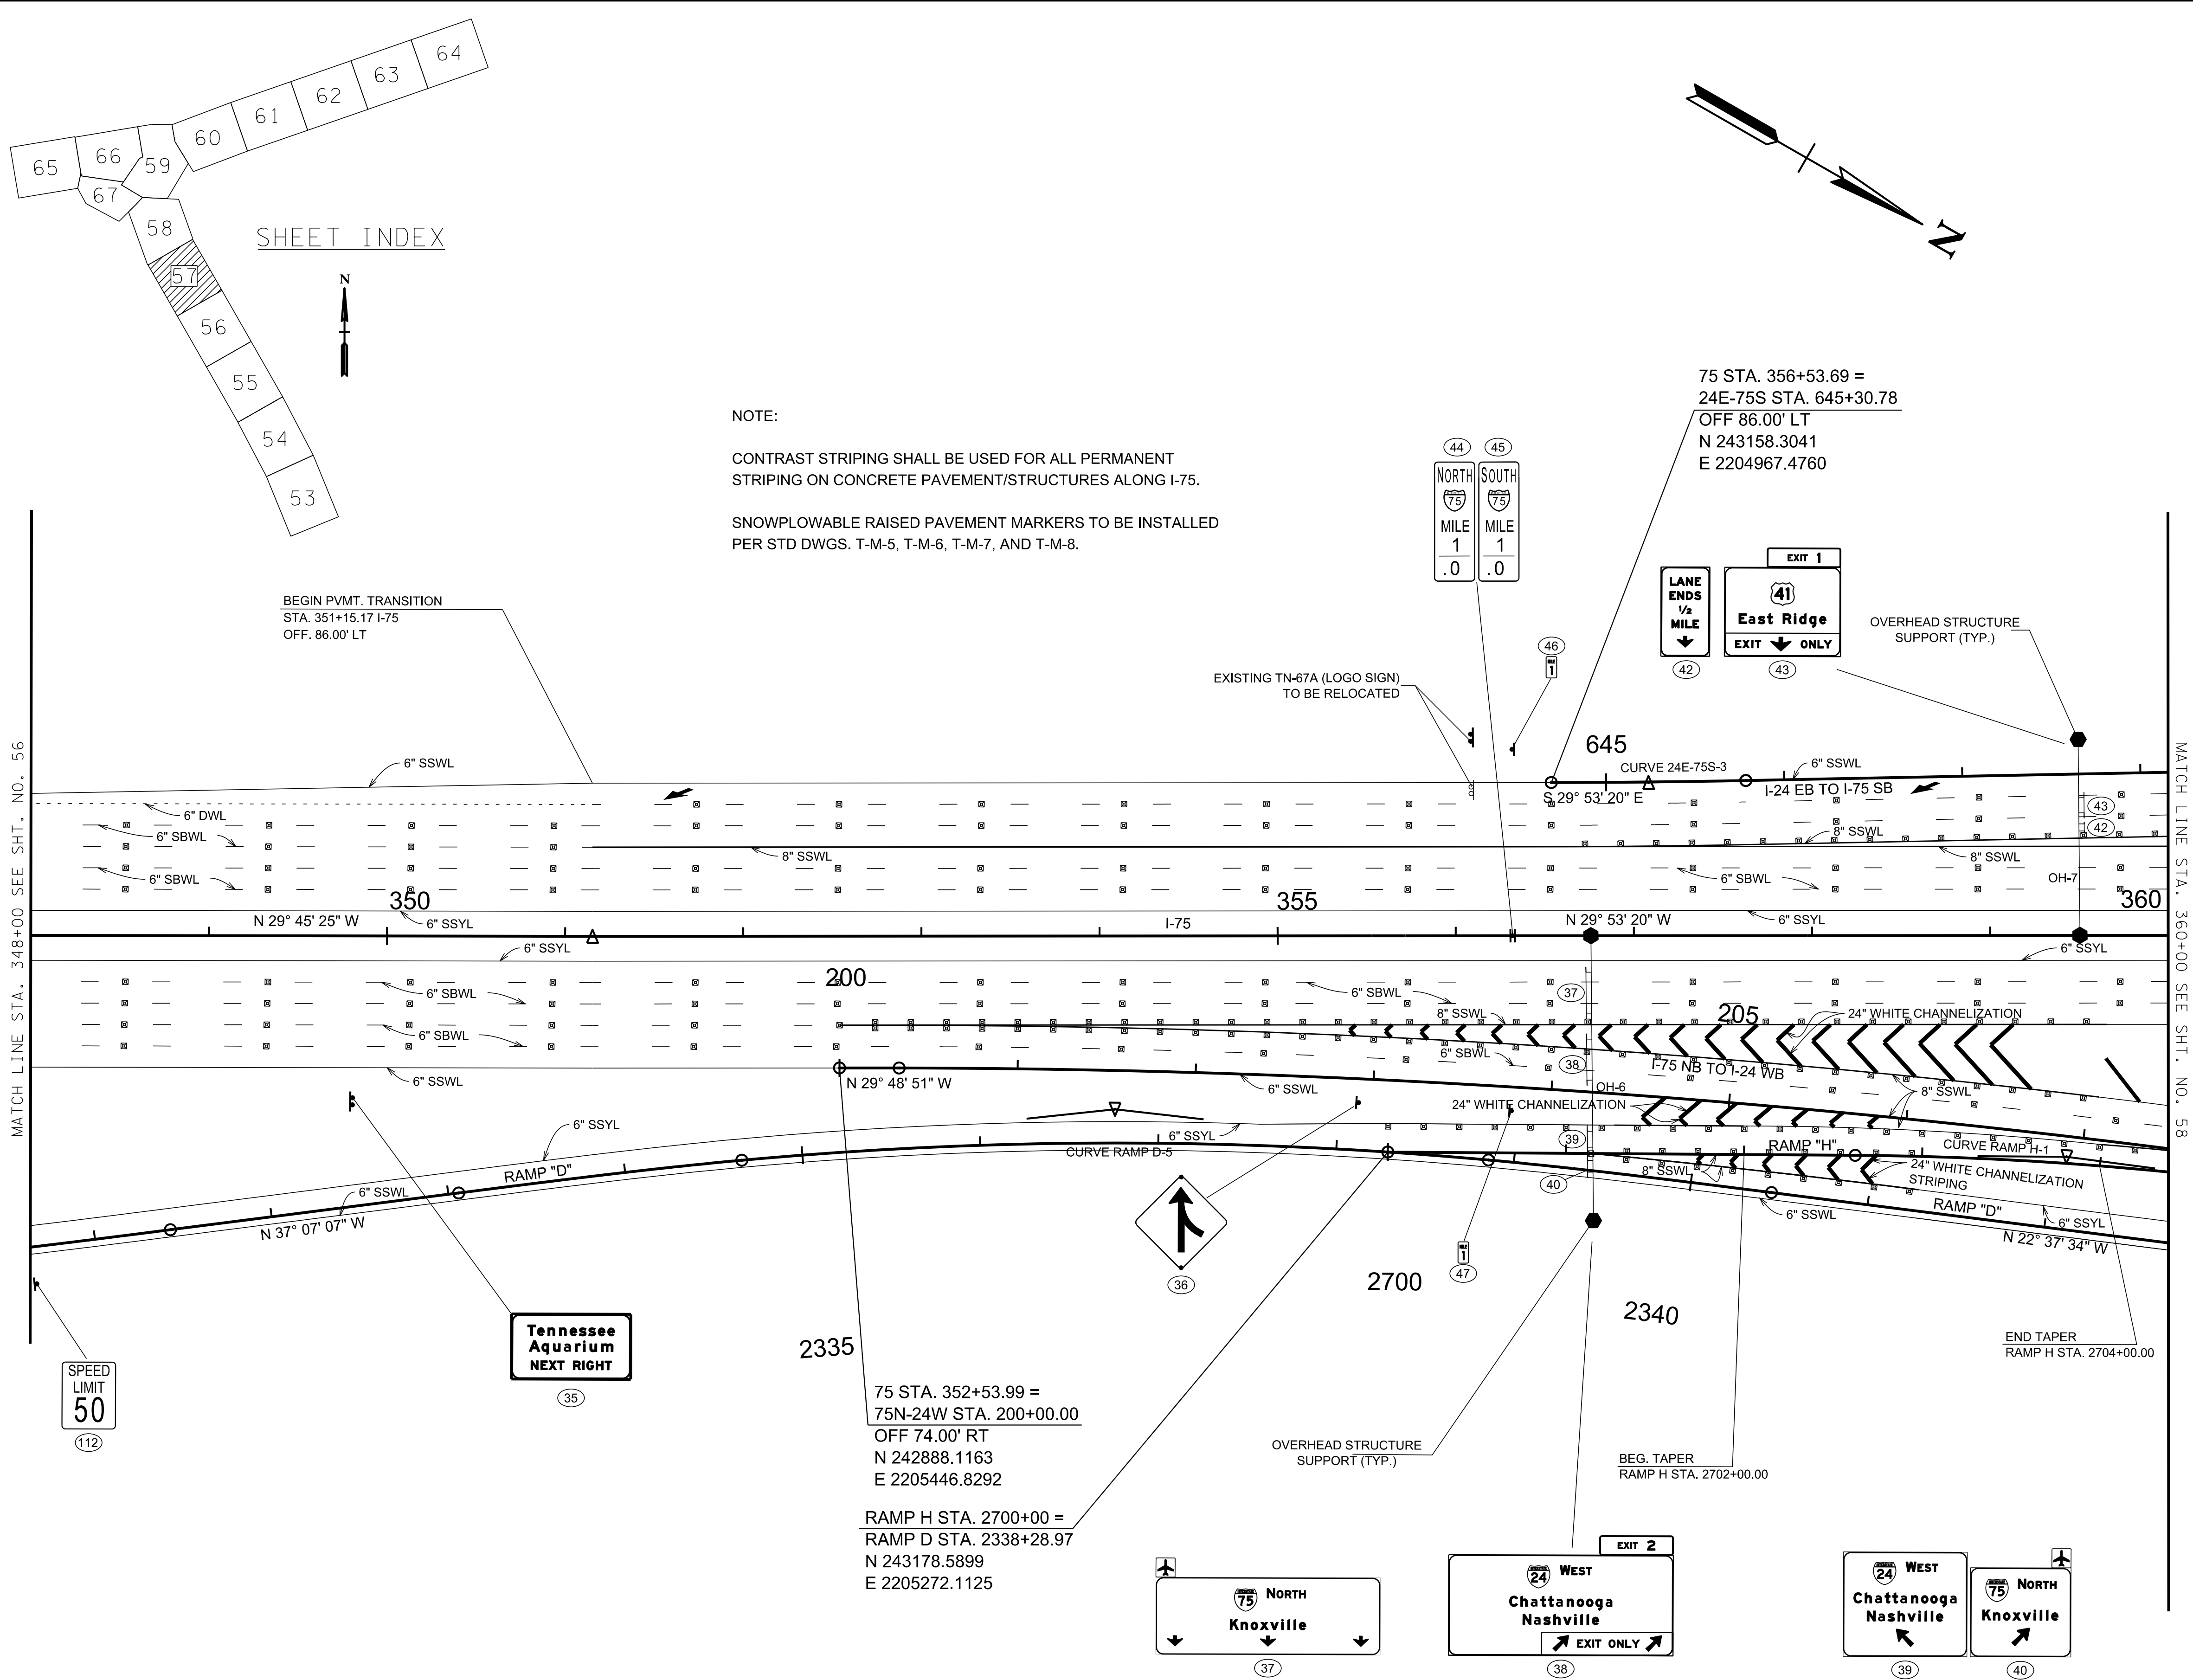 64
63
62
61
60
59
66
65
67
58
57
56
55
54
53
SHEET INDEX
N
N
NOTE:
CONTRAST STRIPING SHALL BE USED FOR ALL PERMANENT
STRIPING ON CONCRETE PAVEMENT/STRUCTURES ALONG I-75.
SNOWPLOWABLE RAISED PAVEMENT MARKERS TO BE INSTALLED
PER STD DWGS. T-M-5, T-M-6, T-M-7, AND T-M-8.
75 STA. 356+53.69 =
24E-75S STA. 645+30.78
OFF 86.00' LT
N 243158.3041
E 2204967.4760
44
45
NORTH
75
MILE
1
.0
SOUTH
75
MILE
1
.0
46
MILE
1
LANE
ENDS
1/2
MILE
42
EXIT 1
41
East Ridge
EXIT ONLY
43
OVERHEAD STRUCTURE
SUPPORT (TYP.)
BEGIN PVMT. TRANSITION
STA. 351+15.17 I-75
OFF. 86.00' LT
EXISTING TN-67A (LOGO SIGN)
TO BE RELOCATED
MATCH LINE STA. 348+00 SEE SHT. NO. 56
MATCH LINE STA. 360+00 SEE SHT. NO. 58
645
6" SSWL
CURVE 24E-75S-3
6" SSWL
S 29° 53' 20" E
I-24 EB TO I-75 SB
6" DWL
43
6" SBWL
42
8" SSWL
8" SSWL
8" SSWL
6" SBWL
6" SBWL
OH-7
350
355
360
N 29° 45' 25" W
6" SSYL
I-75
N 29° 53' 20" W
6" SSYL
6" SSYL
6" SSYL
200
6" SBWL
6" SBWL
37
8" SSWL
205
24" WHITE CHANNELIZATION
6" SBWL
6" SBWL
38
I-75 NB TO I-24 WB
6" SSWL
N 29° 48' 51" W
6" SSWL
OH-6
8" SSWL
24" WHITE CHANNELIZATION
6" SSYL
6" SSYL
39
RAMP "H"
CURVE RAMP H-1
CURVE RAMP D-5
RAMP "D"
8" SSWL
24" WHITE CHANNELIZATION
STRIPING
6" SSWL
40
RAMP "D"
6" SSWL
6" SSYL
N 37° 07' 07" W
N 22° 37' 34" W
36
MILE
1
47
2700
2340
2335
SPEED
LIMIT
50
112
Tennessee
Aquarium
NEXT RIGHT
35
END TAPER
RAMP H STA. 2704+00.00
75 STA. 352+53.99 =
75N-24W STA. 200+00.00
OFF 74.00' RT
N 242888.1163
E 2205446.8292
OVERHEAD STRUCTURE
SUPPORT (TYP.)
BEG. TAPER
RAMP H STA. 2702+00.00
RAMP H STA. 2700+00 =
RAMP D STA. 2338+28.97
N 243178.5899
E 2205272.1125
75 NORTH
Knoxville
37
EXIT 2
24 WEST
Chattanooga
Nashville
EXIT ONLY
38
24 WEST
Chattanooga
Nashville
39
75 NORTH
Knoxville
40